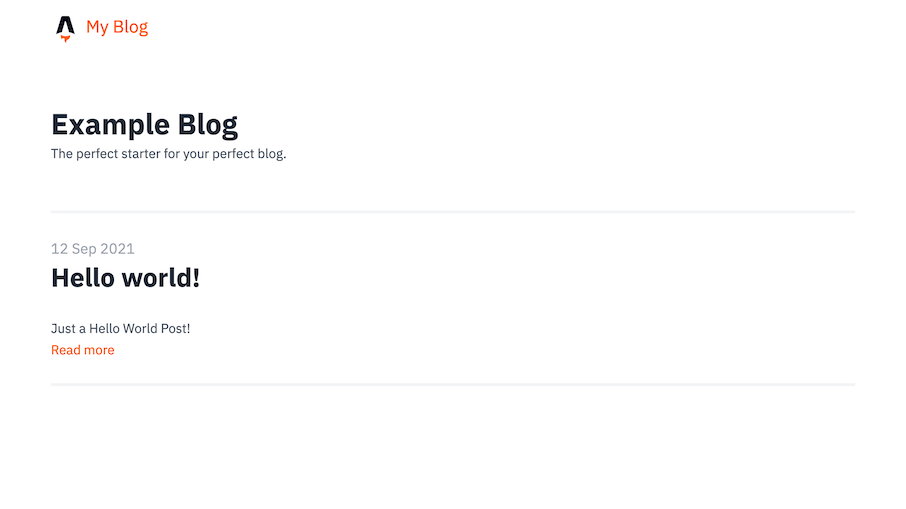 My Blog
Example Blog
The perfect starter for your perfect blog.
12 Sep 2021
Hello world!
Just a Hello World Post!
Read more